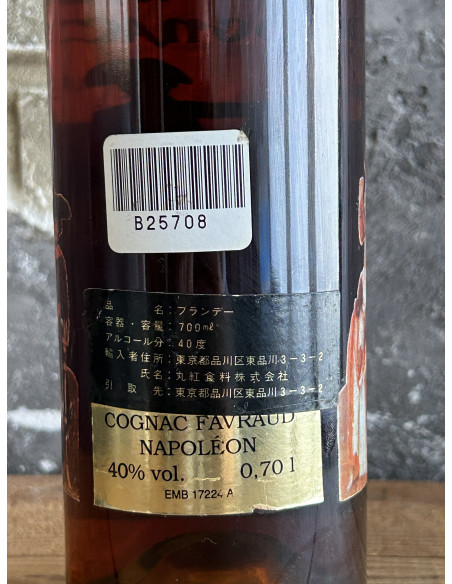 B25708
品名：ブランデー
容器・容量：700ml
アルコール分：40度
輸入者住所：東京都品川区東品川3-3-2
氏名：丸紅食料株式会社
引取先：東京都品川区東品川3-3-2
COGNAC FAVRAUD
NAPOLÉON
40% vol. 0,70 l
EMB 17224 A